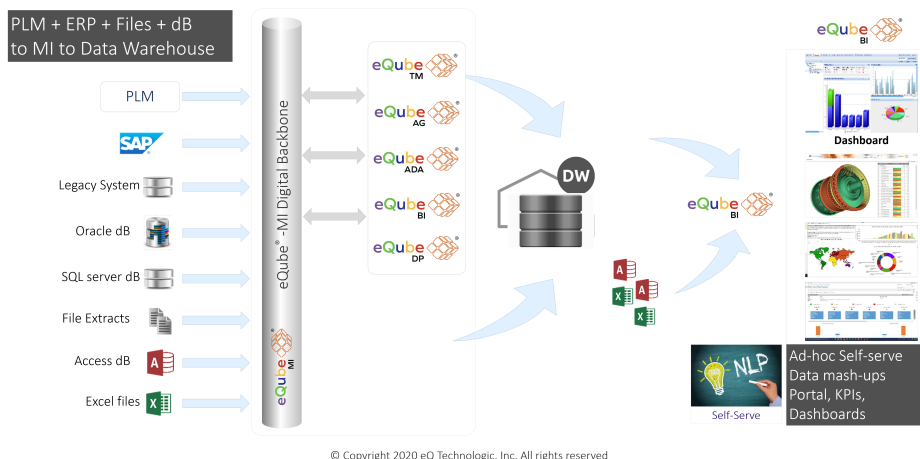 PLM + ERP + Files + dB
to MI to Data Warehouse
PLM
SAP
Legacy System
Oracle dB
SQL server dB
File Extracts
Access dB
A
Excel files
X
eQube® -MI Digital Backbone
eQube MI ®
eQube TM ®
eQube AG ®
eQube ADA ®
eQube BI ®
eQube DP ®
DW
A
X
A
X
eQube BI ®
eQube BI ®
Dashboard
NLP
Self-Serve
Ad-hoc Self-serve
Data mash-ups
Portal, KPIs,
Dashboards
© Copyright 2020 eQ Technologic, Inc. All rights reserved